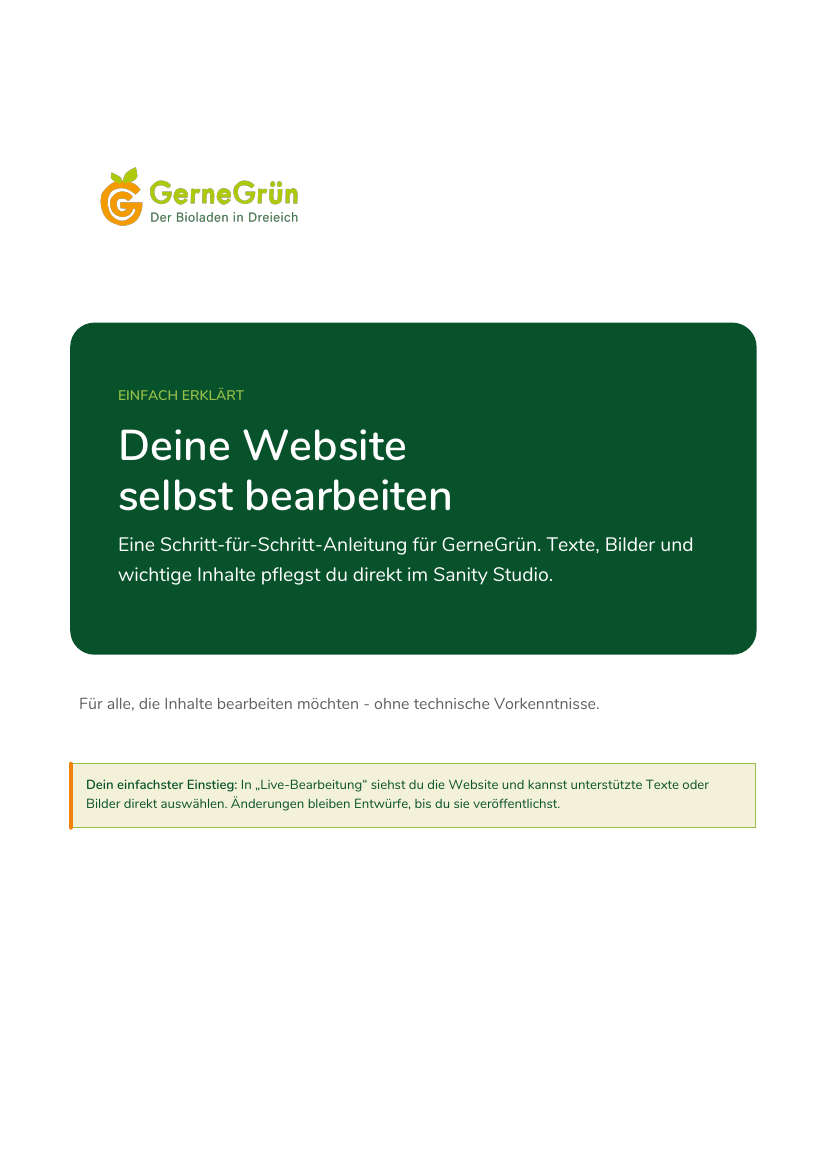 GerneGrün
Der Bioladen in Dreieich
EINFACH ERKLÄRT
Deine Website
selbst bearbeiten
Eine Schritt-für-Schritt-Anleitung für GerneGrün. Texte, Bilder und
wichtige Inhalte pflegst du direkt im Sanity Studio.
Für alle, die Inhalte bearbeiten möchten - ohne technische Vorkenntnisse.
Dein einfachster Einstieg: In „Live-Bearbeitung“ siehst du die Website und kannst unterstützte Texte oder
Bilder direkt auswählen. Änderungen bleiben Entwürfe, bis du sie veröffentlichst.